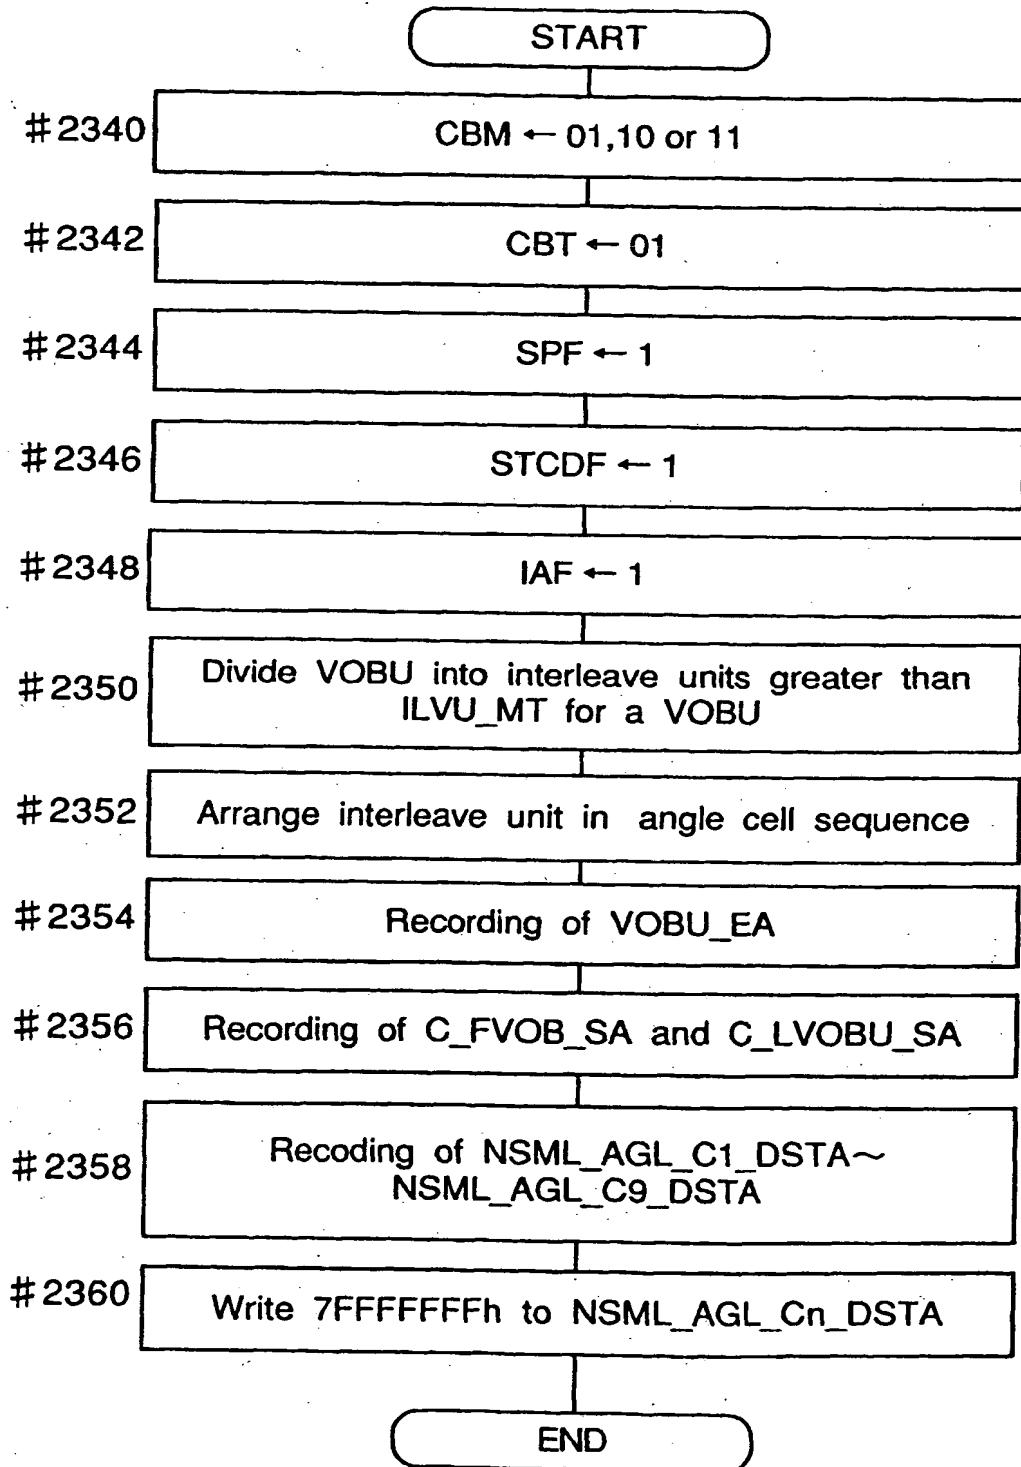 START
#2340
CBM ← 01,10 or 11
#2342
CBT ← 01
#2344
SPF ← 1
#2346
STCDF ← 1
#2348
IAF ← 1
#2350
Divide VOBU into interleave units greater than
ILVU_MT for a VOBU
#2352
Arrange interleave unit in angle cell sequence
#2354
Recording of VOBU_EA
#2356
Recording of C_FVOB_SA and C_LVOBU_SA
#2358
Recoding of NSML_AGL_C1_DSTA~
NSML_AGL_C9_DSTA
#2360
Write 7FFFFFFFh to NSML_AGL_Cn_DSTA
END